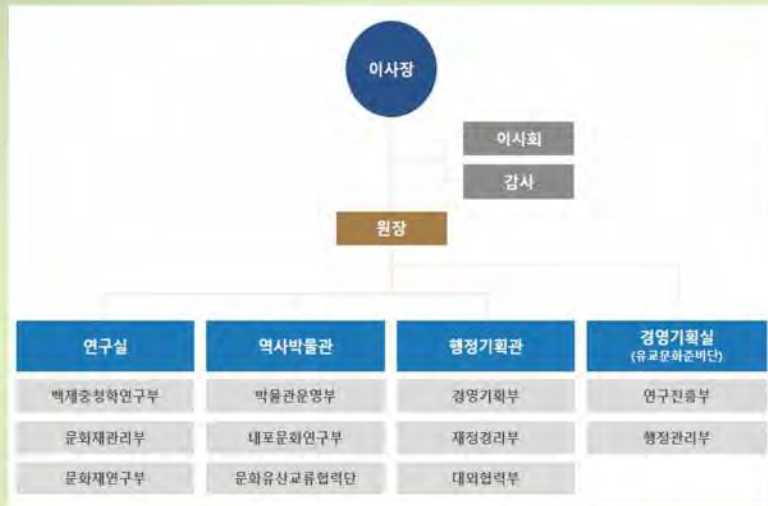 이사장
이사회
감사
원장
연구실
역사박물관
행정기획관
경영기획실
(유교문화준비단)
백제충청학연구부
박물관운영부
경영기획부
연구진흥부
문화재관리부
내포문화연구부
재정경리부
행정관리부
문화재연구부
문화유산교류협력단
대외협력부